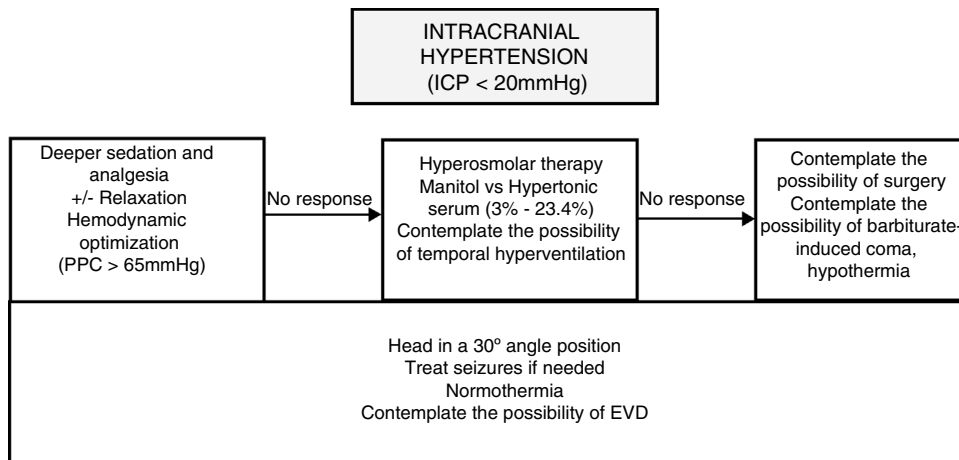 INTRACRANIAL
HYPERTENSION
(ICP < 20mmHg)
Deeper sedation and
analgesia
+/- Relaxation
Hemodynamic
optimization
(PPC > 65mmHg)
No response
Hyperosmolar therapy
Manitol vs Hypertonic
serum (3% - 23.4%)
Contemplate the possibility
of temporal hyperventilation
No response
Contemplate the
possibility of surgery
Contemplate the
possibility of barbiturate-
induced coma,
hypothermia
Head in a 30º angle position
Treat seizures if needed
Normothermia
Contemplate the possibility of EVD